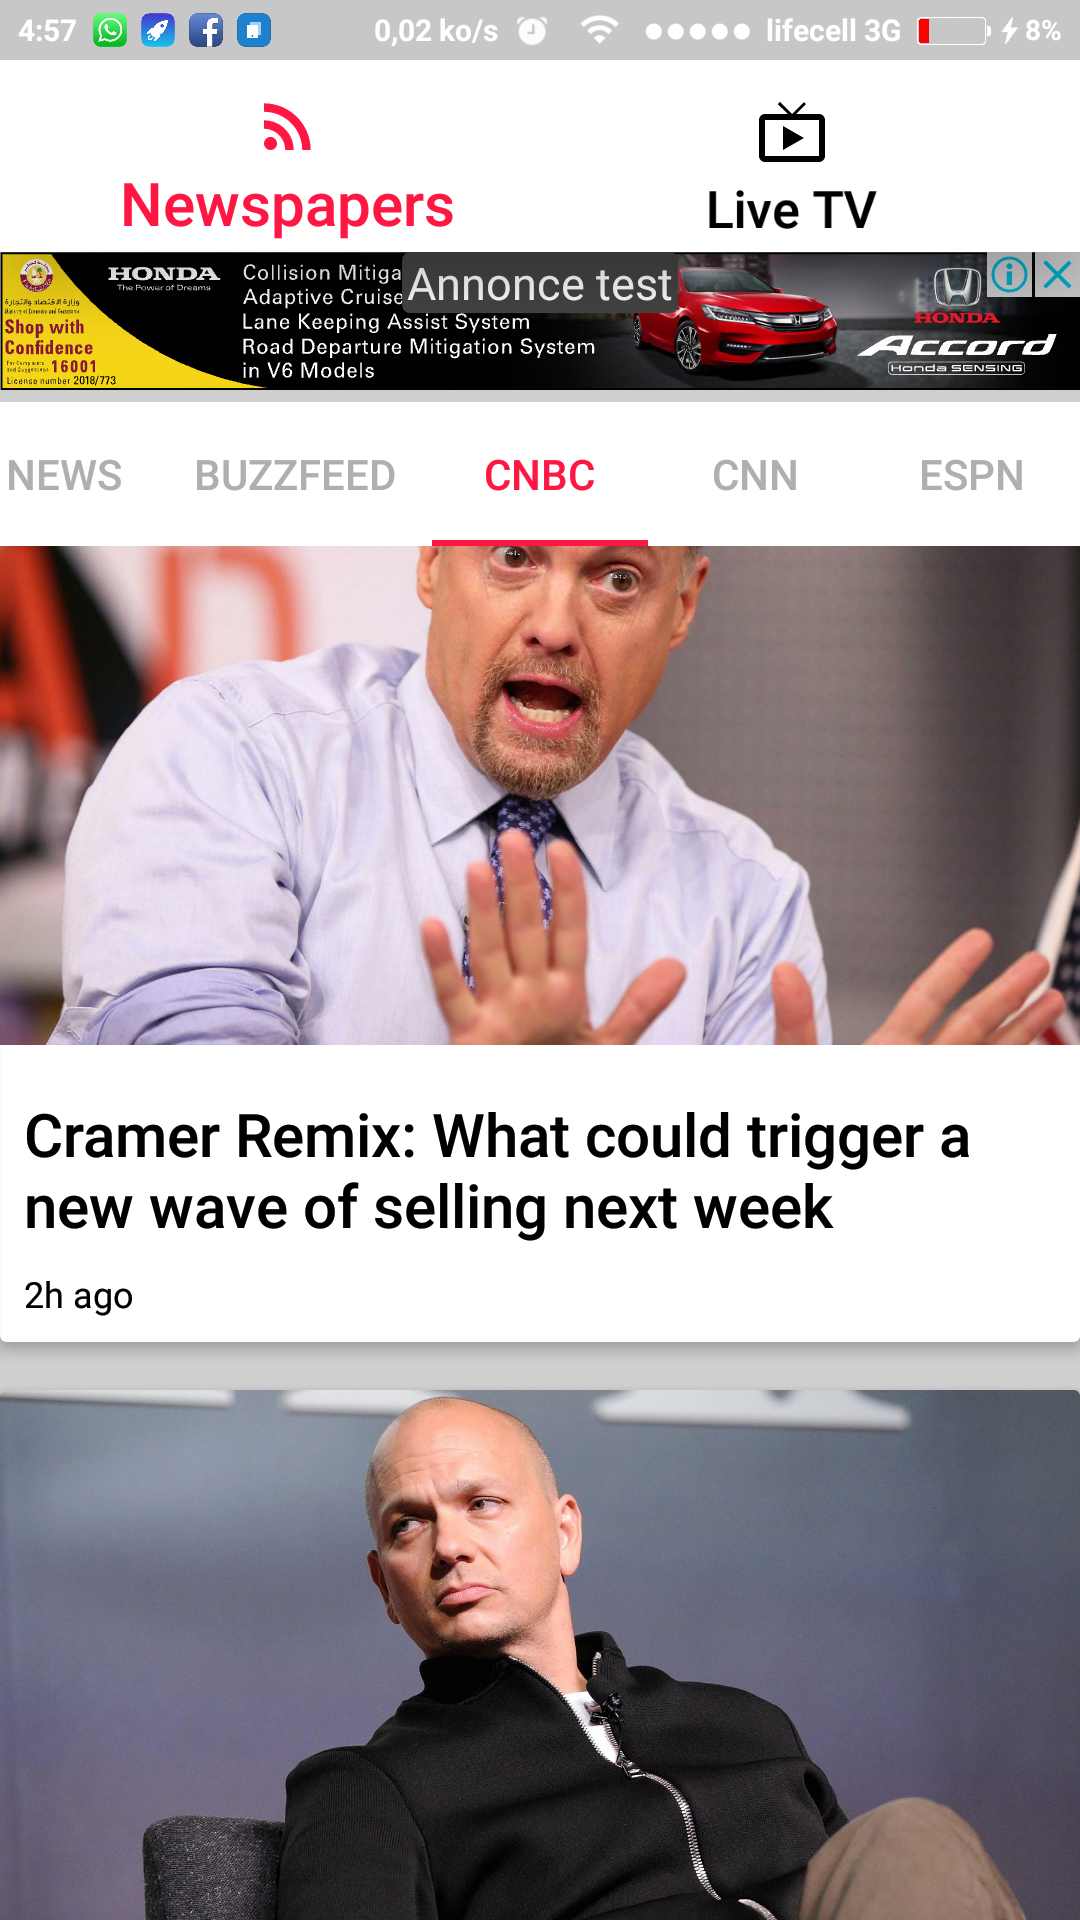 4:57 0,02 ko/s lifecell 3G 8%
Newspapers
Live TV
وزارة الاقتصاد والتجارة
Shop with
Confidence
16001
License number 2018/773
HONDA
The Power of Dreams
Collision Mitiga
Adaptive Cruise
Lane Keeping Assist System
Road Departure Mitigation System
in V6 Models
Annonce test
HONDA
Accord
Honda SENSING
NEWS BUZZFEED CNBC CNN ESPN
Cramer Remix: What could trigger a
new wave of selling next week
2h ago